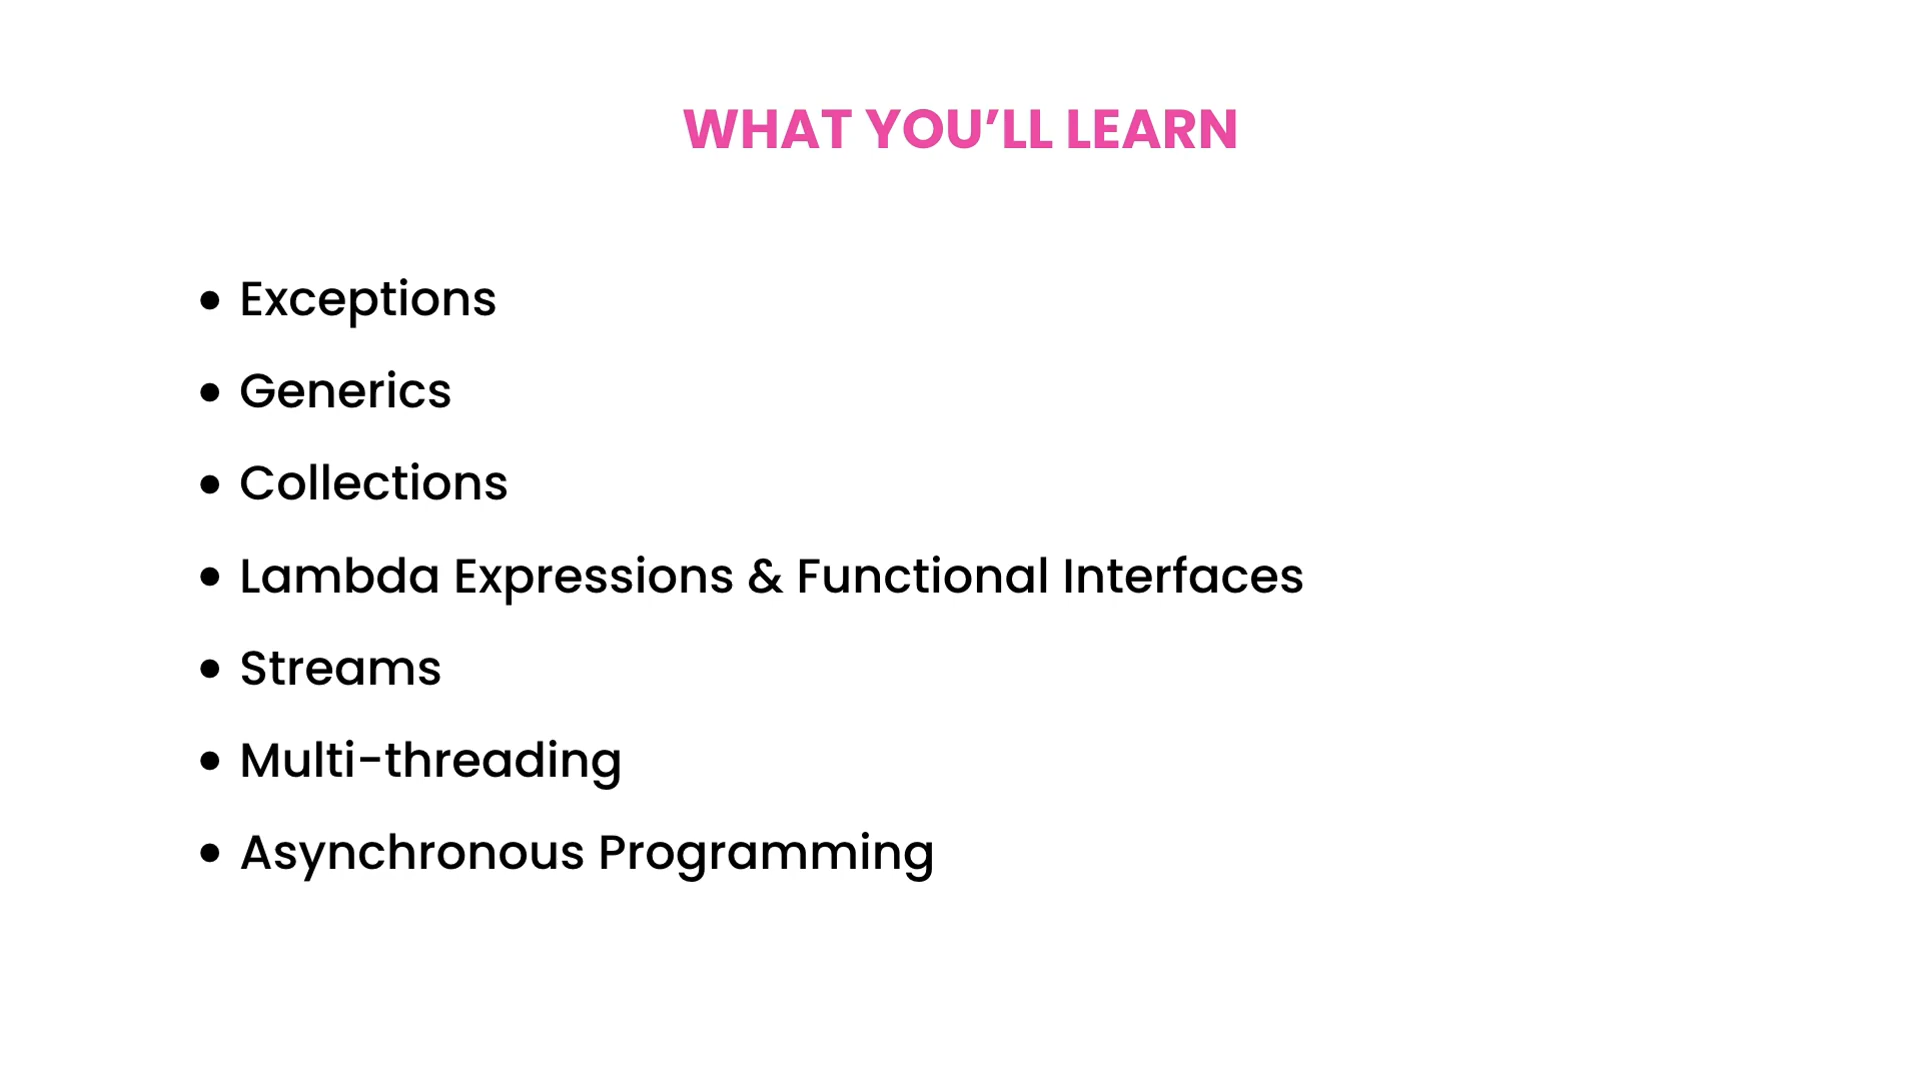 WHAT YOU’LL LEARN
• Exceptions
• Generics
• Collections
• Lambda Expressions & Functional Interfaces
• Streams
• Multi-threading
• Asynchronous Programming